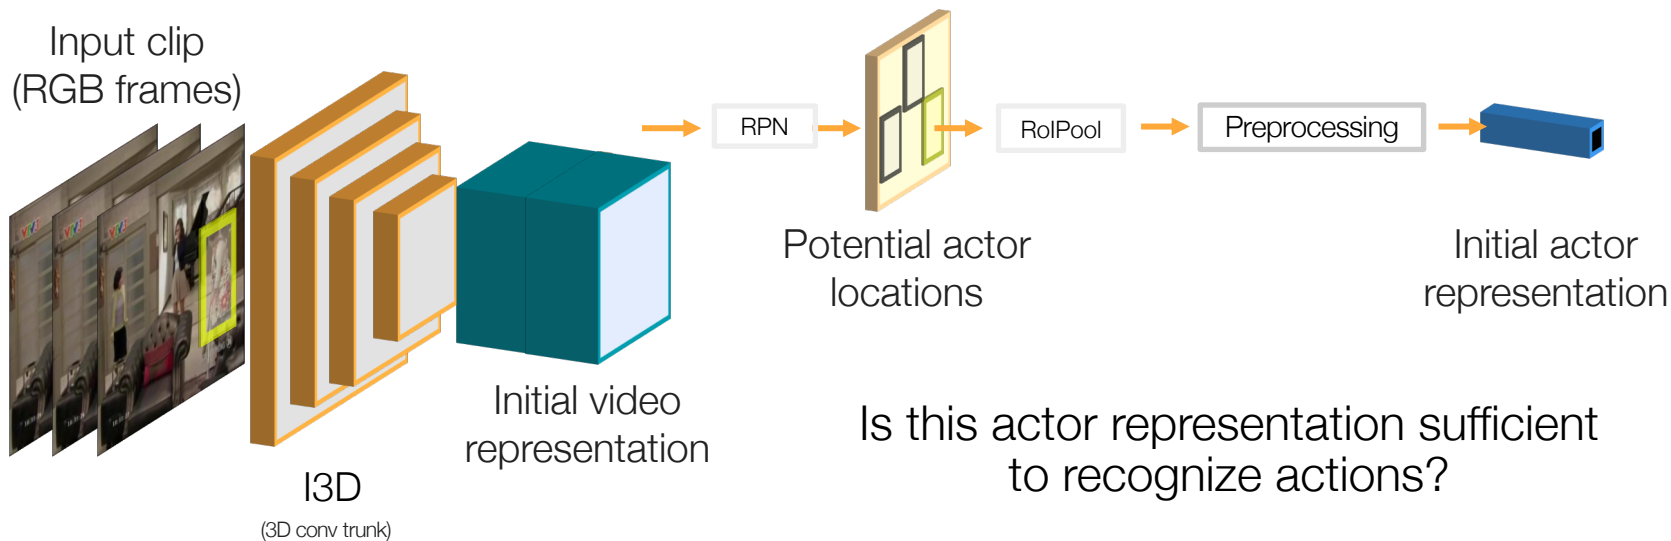 Input clip
(RGB frames)
I3D
(3D conv trunk)
Initial video
representation
RPN
Potential actor
locations
RoIPool
Preprocessing
Initial actor
representation
Is this actor representation sufficient
to recognize actions?